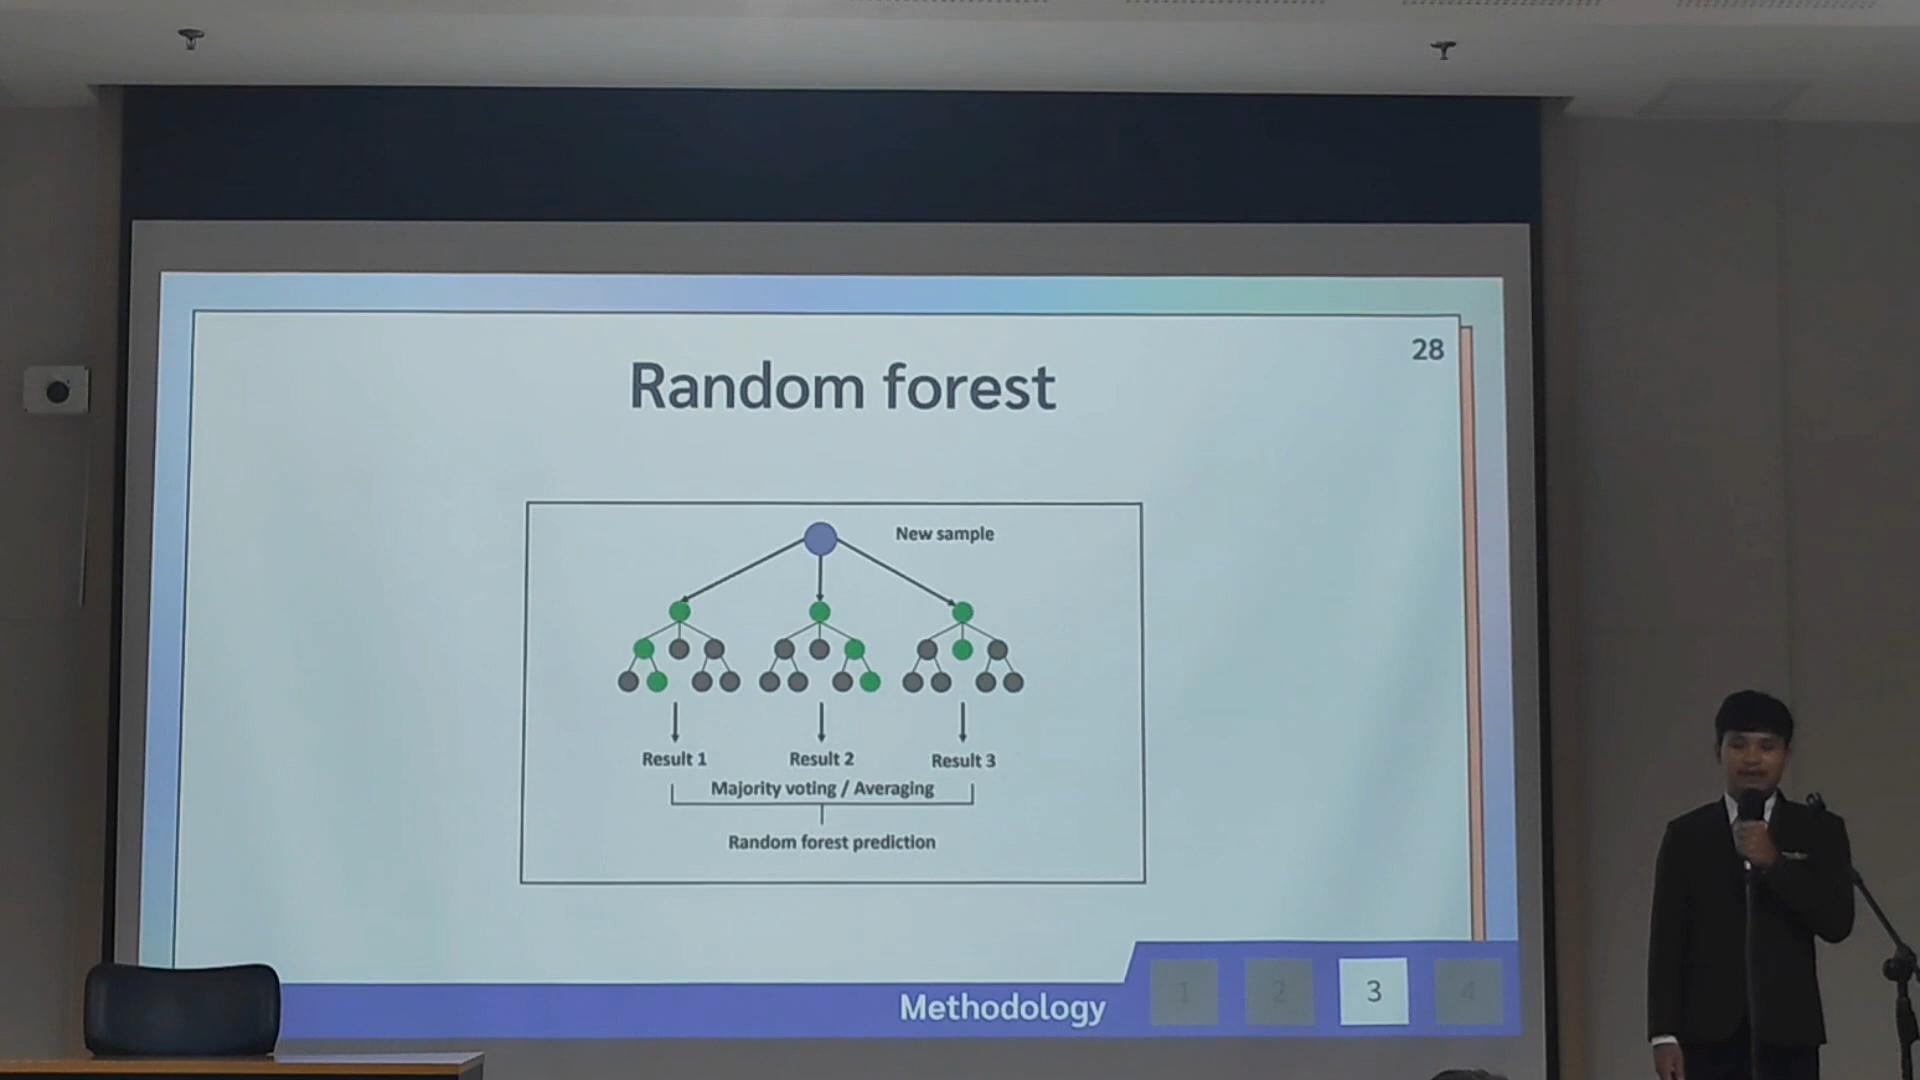 28
Random forest
New sample
Result 1 Result 2 Result 3
Majority voting / Averaging
Random forest prediction
Methodology 1 2 3 4